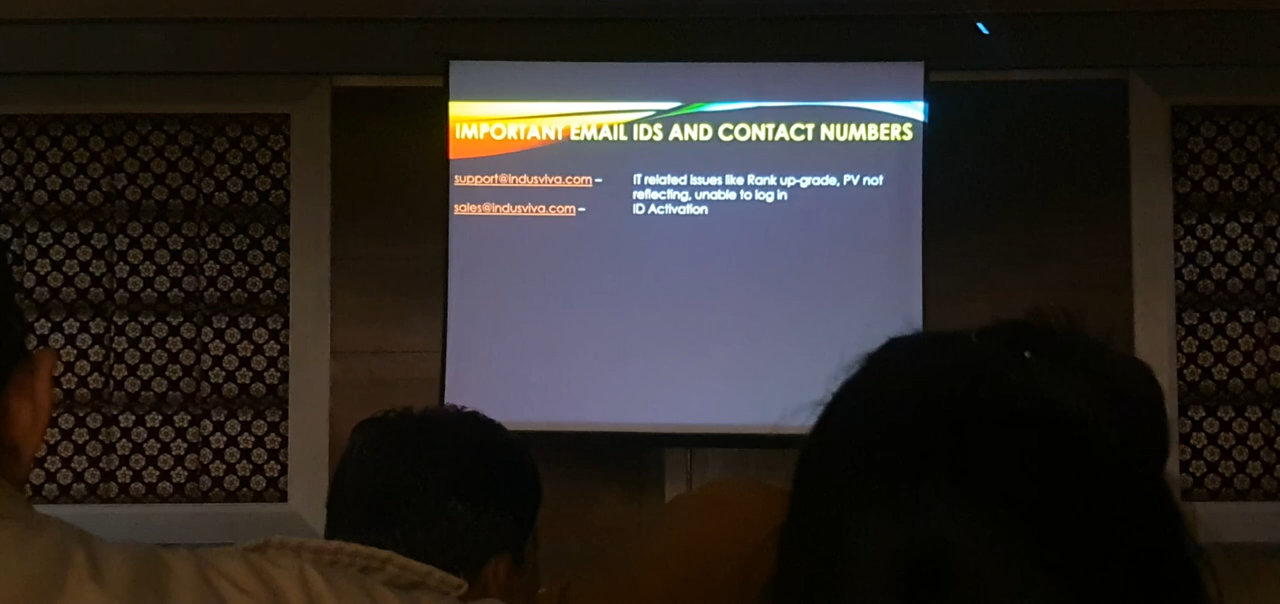 IMPORTANT EMAIL IDS AND CONTACT NUMBERS
support@indusviva.com – IT related issues like Rank up-grade, PV not
reflecting, unable to log in
sales@indusviva.com – ID Activation